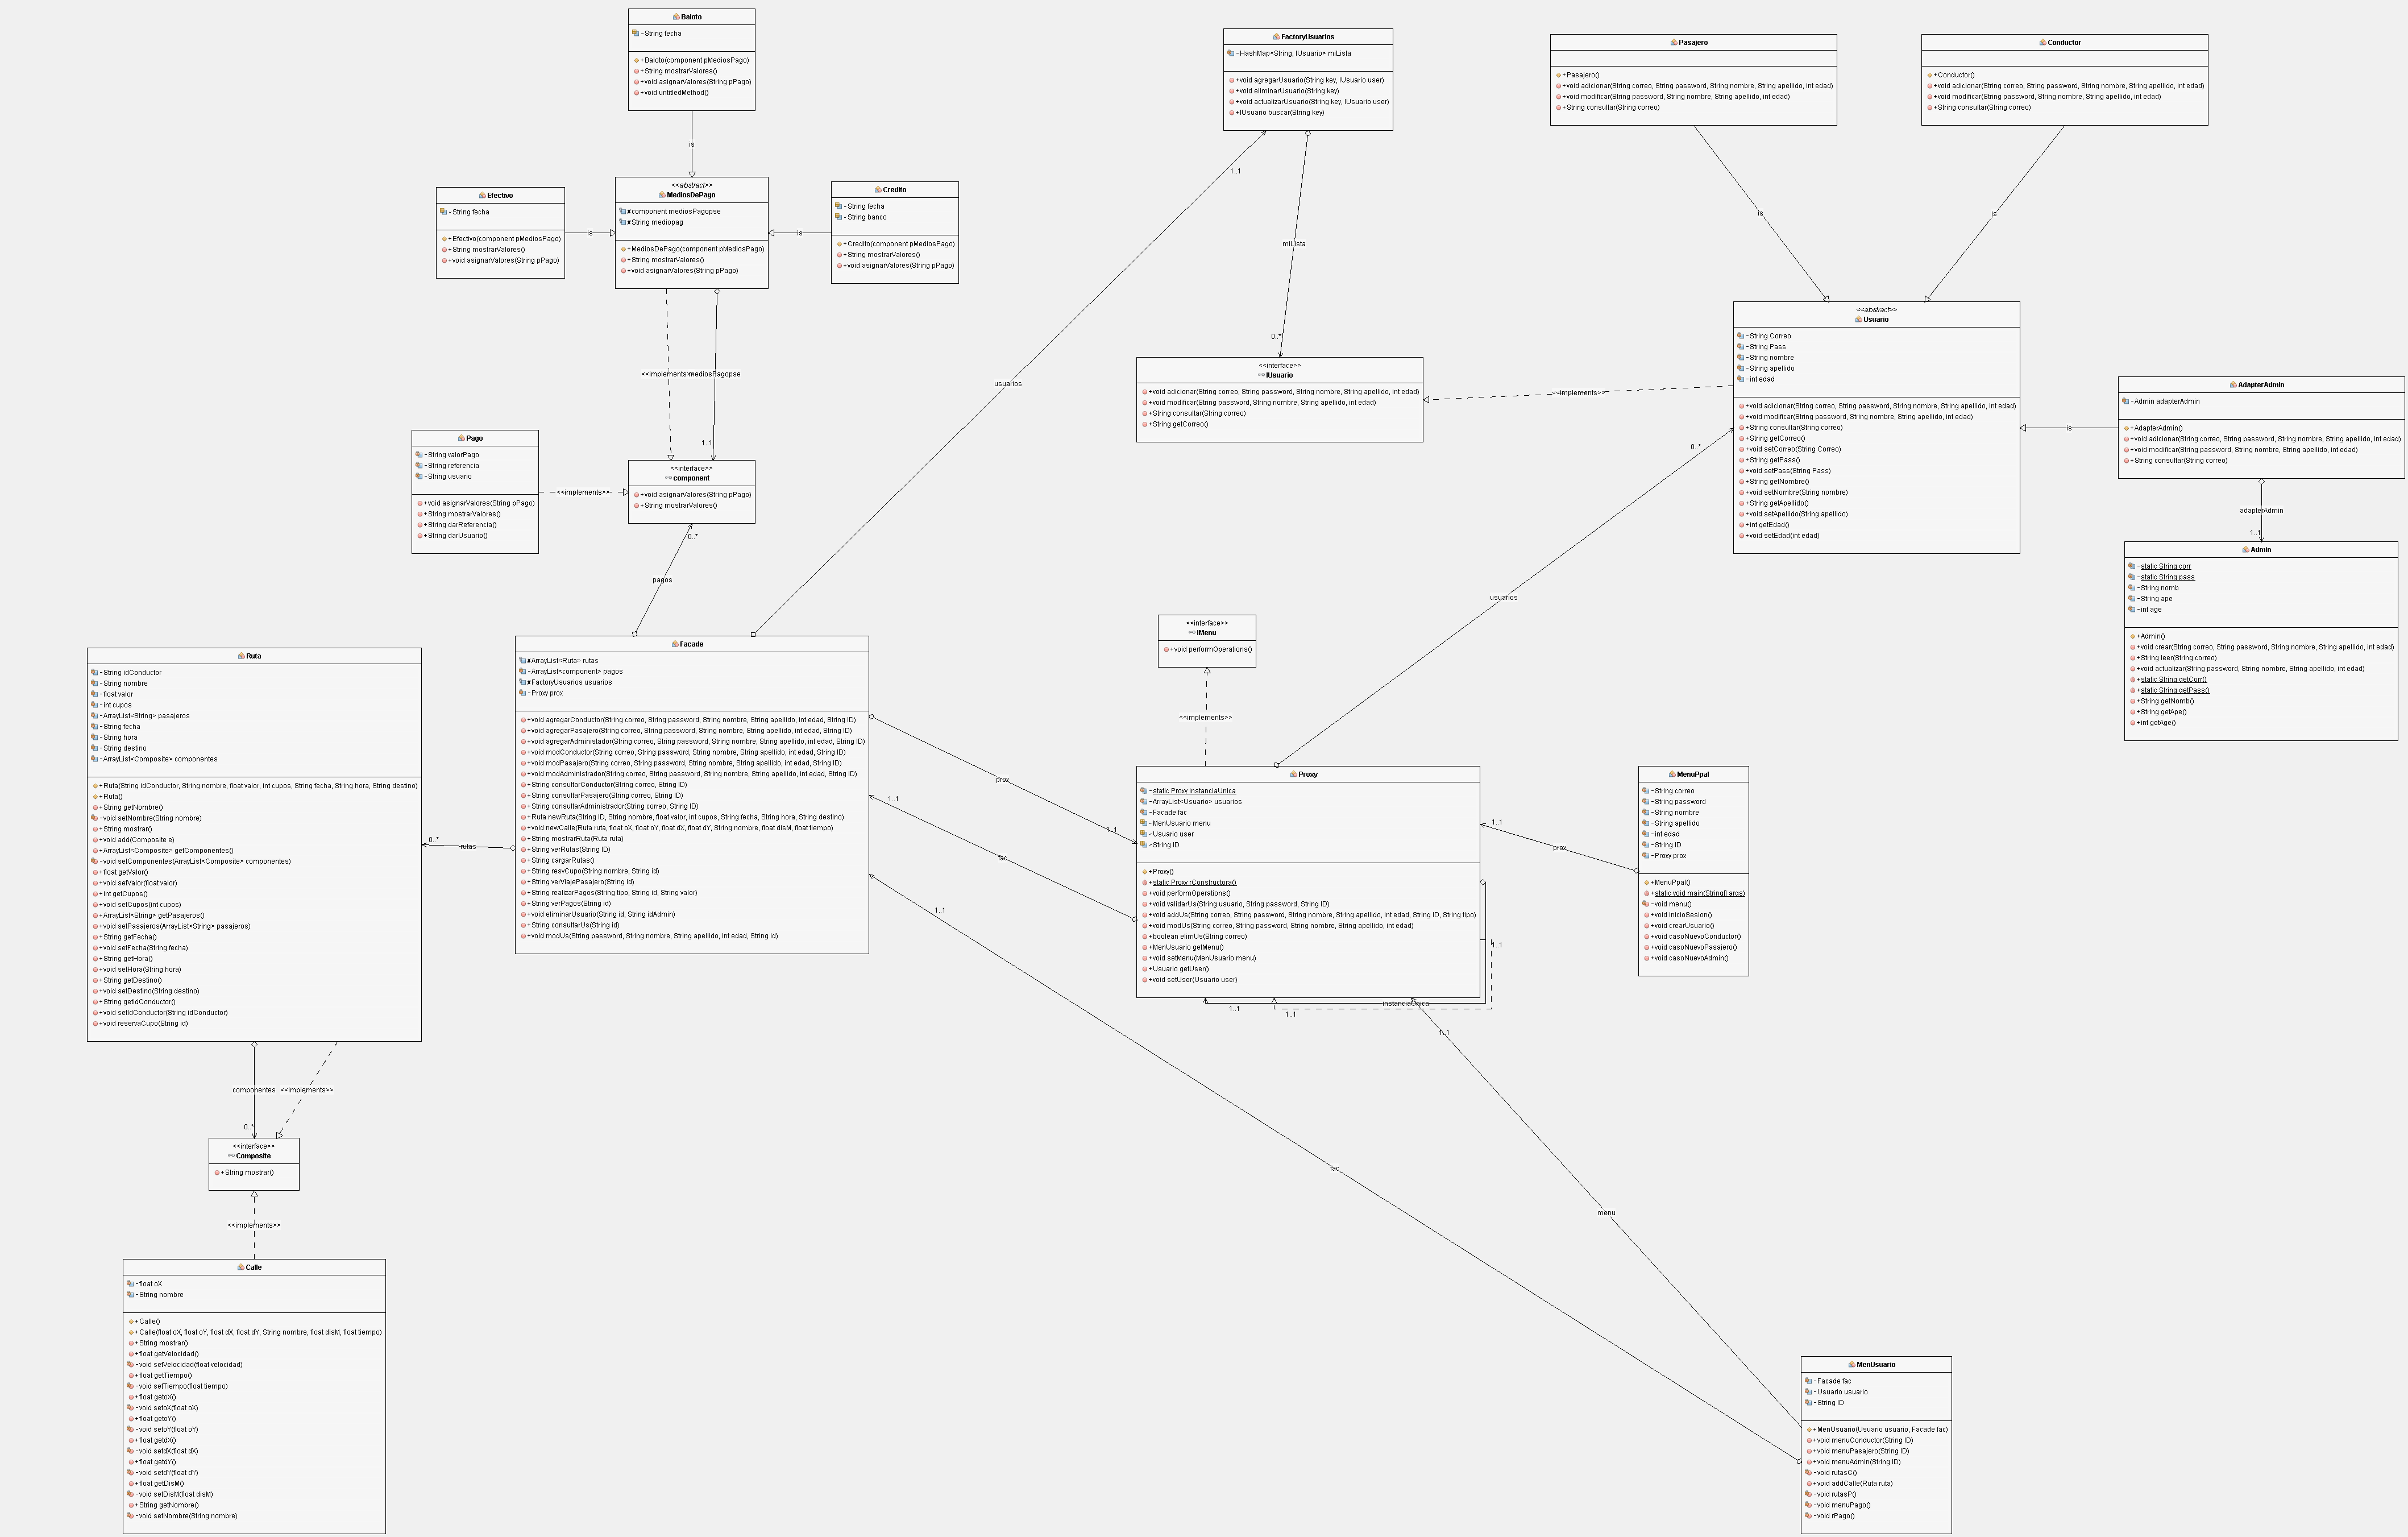 Baloto
-String fecha
+Baloto(component pMediosPago)
+String mostrarValores()
+void asignarValores(String pPago)
+void untitledMethod()
is
<<abstract>>
MediosDePago
#component mediosPagopse
#String mediopag
+MediosDePago(component pMediosPago)
+String mostrarValores()
+void asignarValores(String pPago)
Efectivo
-String fecha
+Efectivo(component pMediosPago)
+String mostrarValores()
+void asignarValores(String pPago)
is
Credito
-String fecha
-String banco
+Credito(component pMediosPago)
+String mostrarValores()
+void asignarValores(String pPago)
is
<<implements>
mediosPagopse
1..1
Pago
-String valorPago
-String referencia
-String usuario
+void asignarValores(String pPago)
+String mostrarValores()
+String darReferencia()
+String darUsuario()
<<implements>>
<<interface>>
component
+void asignarValores(String pPago)
+String mostrarValores()
0..*
pagos
FactoryUsuarios
-HashMap<String, IUsuario> miLista
+void agregarUsuario(String key, IUsuario user)
+void eliminarUsuario(String key)
+void actualizarUsuario(String key, IUsuario user)
+IUsuario buscar(String key)
1..1
usuarios
miLista
0..*
<<interface>>
IUsuario
+void adicionar(String correo, String password, String nombre, String apellido, int edad)
+void modificar(String password, String nombre, String apellido, int edad)
+String consultar(String correo)
+String getCorreo()
<<implements>>
Pasajero
+Pasajero()
+void adicionar(String correo, String password, String nombre, String apellido, int edad)
+void modificar(String password, String nombre, String apellido, int edad)
+String consultar(String correo)
is
Conductor
+Conductor()
+void adicionar(String correo, String password, String nombre, String apellido, int edad)
+void modificar(String password, String nombre, String apellido, int edad)
+String consultar(String correo)
is
<<abstract>>
Usuario
-String Correo
-String Pass
-String nombre
-String apellido
-int edad
+void adicionar(String correo, String password, String nombre, String apellido, int edad)
+void modificar(String password, String nombre, String apellido, int edad)
+String consultar(String correo)
+String getCorreo()
+void setCorreo(String Correo)
+String getPass()
+void setPass(String Pass)
+String getNombre()
+void setNombre(String nombre)
+String getApellido()
+void setApellido(String apellido)
+int getEdad()
+void setEdad(int edad)
0..*
usuarios
is
AdapterAdmin
-Admin adapterAdmin
+AdapterAdmin()
+void adicionar(String correo, String password, String nombre, String apellido, int edad)
+void modificar(String password, String nombre, String apellido, int edad)
+String consultar(String correo)
adapterAdmin
1..1
Admin
-static String corr
-static String pass
-String nomb
-String ape
-int age
+Admin()
+void crear(String correo, String password, String nombre, String apellido, int edad)
+String leer(String correo)
+void actualizar(String password, String nombre, String apellido, int edad)
+static String getCorr()
+static String getPass()
+String getNomb()
+String getApe()
+int getAge()
Ruta
-String idConductor
-String nombre
-float valor
-int cupos
-ArrayList<String> pasajeros
-String fecha
-String hora
-String destino
-ArrayList<Composite> componentes
+Ruta(String idConductor, String nombre, float valor, int cupos, String fecha, String hora, String destino)
+Ruta()
+String getNombre()
-void setNombre(String nombre)
+String mostrar()
+void add(Composite e)
+ArrayList<Composite> getComponentes()
-void setComponentes(ArrayList<Composite> componentes)
+float getValor()
+void setValor(float valor)
+int getCupos()
+void setCupos(int cupos)
+ArrayList<String> getPasajeros()
+void setPasajeros(ArrayList<String> pasajeros)
+String getFecha()
+void setFecha(String fecha)
+String getHora()
+void setHora(String hora)
+String getDestino()
+void setDestino(String destino)
+String getIdConductor()
+void setIdConductor(String idConductor)
+void reservaCupo(String id)
0..*
rutas
Facade
#ArrayList<Ruta> rutas
-ArrayList<component> pagos
#FactoryUsuarios usuarios
-Proxy prox
+void agregarConductor(String correo, String password, String nombre, String apellido, int edad, String ID)
+void agregarPasajero(String correo, String password, String nombre, String apellido, int edad, String ID)
+void agregarAdministador(String correo, String password, String nombre, String apellido, int edad, String ID)
+void modConductor(String correo, String password, String nombre, String apellido, int edad, String ID)
+void modPasajero(String correo, String password, String nombre, String apellido, int edad, String ID)
+void modAdministrador(String correo, String password, String nombre, String apellido, int edad, String ID)
+String consultarConductor(String correo, String ID)
+String consultarPasajero(String correo, String ID)
+String consultarAdministrador(String correo, String ID)
+Ruta newRuta(String ID, String nombre, float valor, int cupos, String fecha, String hora, String destino)
+void newCalle(Ruta ruta, float oX, float oY, float dX, float dY, String nombre, float disM, float tiempo)
+String mostrarRuta(Ruta ruta)
+String verRutas(String ID)
+String cargarRutas()
+String resvCupo(String nombre, String id)
+String verViajePasajero(String id)
+String realizarPagos(String tipo, String id, String valor)
+String verPagos(String id)
+void eliminarUsuario(String id, String idAdmin)
+String consultarUs(String id)
+void modUs(String password, String nombre, String apellido, int edad, String id)
prox
1..1
1..1
fac
1..1
<<interface>>
IMenu
+void performOperations()
<<implements>>
Proxy
-static Proxy instanciaUnica
-ArrayList<Usuario> usuarios
-Facade fac
-MenUsuario menu
-Usuario user
-String ID
+Proxy()
+static Proxy rConstructora()
+void performOperations()
+void validarUs(String usuario, String password, String ID)
+void addUs(String correo, String password, String nombre, String apellido, int edad, String ID, String tipo)
+void modUs(String correo, String password, String nombre, String apellido, int edad)
+boolean elimUs(String correo)
+MenUsuario getMenu()
+void setMenu(MenUsuario menu)
+Usuario getUser()
+void setUser(Usuario user)
1..1
instanciaUnica
1..1
1..1
1..1
1..1
prox
MenuPpal
-String correo
-String password
-String nombre
-String apellido
-int edad
-String ID
-Proxy prox
+MenuPpal()
+static void main(String[] args)
-void menu()
+void inicioSesion()
+void crearUsuario()
+void casoNuevoConductor()
+void casoNuevoPasajero()
+void casoNuevoAdmin()
componentes
<<implements>>
0..*
<<interface>>
Composite
+String mostrar()
<<implements>>
fac
menu
Calle
-float oX
-String nombre
+Calle()
+Calle(float oX, float oY, float dX, float dY, String nombre, float disM, float tiempo)
+String mostrar()
+float getVelocidad()
-void setVelocidad(float velocidad)
+float getTiempo()
-void setTiempo(float tiempo)
+float getoX()
-void setoX(float oX)
+float getoY()
-void setoY(float oY)
+float getdX()
-void setdX(float dX)
+float getdY()
-void setdY(float dY)
+float getDisM()
-void setDisM(float disM)
+String getNombre()
-void setNombre(String nombre)
MenUsuario
-Facade fac
-Usuario usuario
-String ID
+MenUsuario(Usuario usuario, Facade fac)
+void menuConductor(String ID)
+void menuPasajero(String ID)
+void menuAdmin(String ID)
-void rutasC()
+void addCalle(Ruta ruta)
-void rutasP()
-void menuPago()
-void rPago()